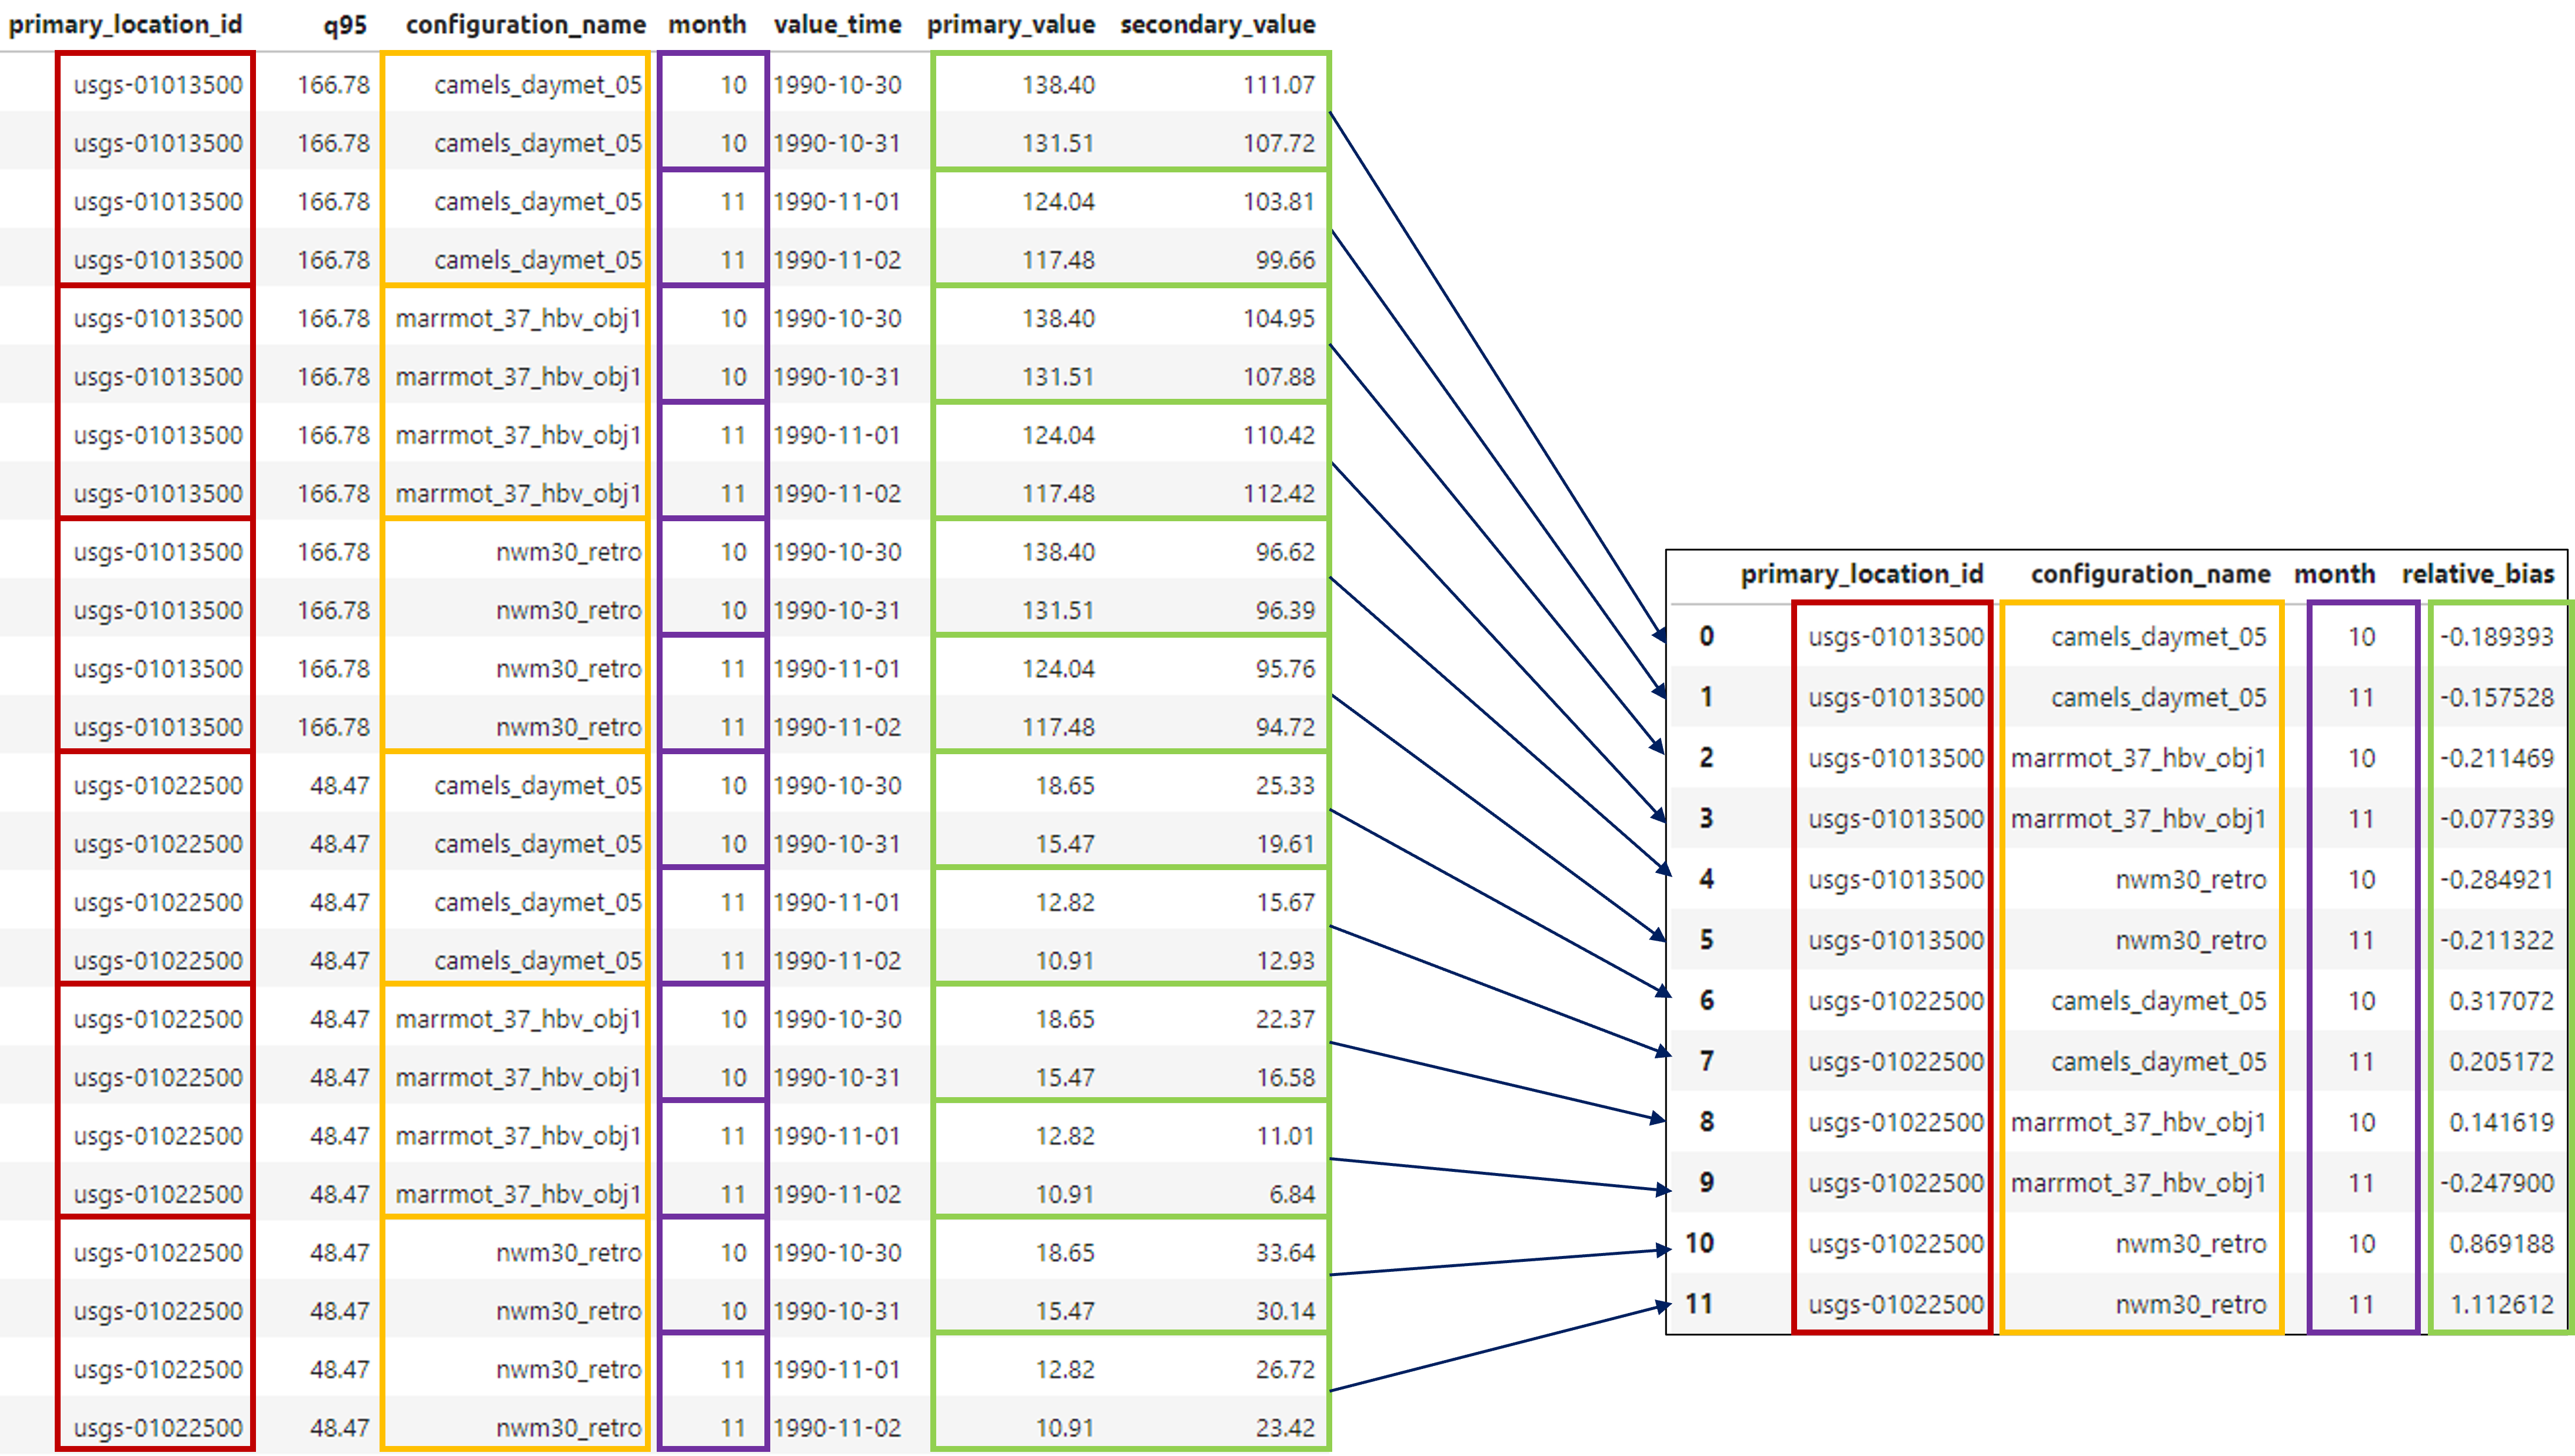 primary_location_id q95 configuration_name month value_time primary_value secondary_value
usgs-01013500 166.78 camels_daymet_05 10 1990-10-30 138.40 111.07
usgs-01013500 166.78 camels_daymet_05 10 1990-10-31 131.51 107.72
usgs-01013500 166.78 camels_daymet_05 11 1990-11-01 124.04 103.81
usgs-01013500 166.78 camels_daymet_05 11 1990-11-02 117.48 99.66
usgs-01013500 166.78 marrmot_37_hbv_obj1 10 1990-10-30 138.40 104.95
usgs-01013500 166.78 marrmot_37_hbv_obj1 10 1990-10-31 131.51 107.88
usgs-01013500 166.78 marrmot_37_hbv_obj1 11 1990-11-01 124.04 110.42
usgs-01013500 166.78 marrmot_37_hbv_obj1 11 1990-11-02 117.48 112.42
usgs-01013500 166.78 nwm30_retro 10 1990-10-30 138.40 96.62
usgs-01013500 166.78 nwm30_retro 10 1990-10-31 131.51 96.39
usgs-01013500 166.78 nwm30_retro 11 1990-11-01 124.04 95.76
usgs-01013500 166.78 nwm30_retro 11 1990-11-02 117.48 94.72
usgs-01022500 48.47 camels_daymet_05 10 1990-10-30 18.65 25.33
usgs-01022500 48.47 camels_daymet_05 10 1990-10-31 15.47 19.61
usgs-01022500 48.47 camels_daymet_05 11 1990-11-01 12.82 15.67
usgs-01022500 48.47 camels_daymet_05 11 1990-11-02 10.91 12.93
usgs-01022500 48.47 marrmot_37_hbv_obj1 10 1990-10-30 18.65 22.37
usgs-01022500 48.47 marrmot_37_hbv_obj1 10 1990-10-31 15.47 16.58
usgs-01022500 48.47 marrmot_37_hbv_obj1 11 1990-11-01 12.82 11.01
usgs-01022500 48.47 marrmot_37_hbv_obj1 11 1990-11-02 10.91 6.84
usgs-01022500 48.47 nwm30_retro 10 1990-10-30 18.65 33.64
usgs-01022500 48.47 nwm30_retro 10 1990-10-31 15.47 30.14
usgs-01022500 48.47 nwm30_retro 11 1990-11-01 12.82 26.72
usgs-01022500 48.47 nwm30_retro 11 1990-11-02 10.91 23.42
primary_location_id configuration_name month relative_bias
0 usgs-01013500 camels_daymet_05 10 -0.189393
1 usgs-01013500 camels_daymet_05 11 -0.157528
2 usgs-01013500 marrmot_37_hbv_obj1 10 -0.211469
3 usgs-01013500 marrmot_37_hbv_obj1 11 -0.077339
4 usgs-01013500 nwm30_retro 10 -0.284921
5 usgs-01013500 nwm30_retro 11 -0.211322
6 usgs-01022500 camels_daymet_05 10 0.317072
7 usgs-01022500 camels_daymet_05 11 0.205172
8 usgs-01022500 marrmot_37_hbv_obj1 10 0.141619
9 usgs-01022500 marrmot_37_hbv_obj1 11 -0.247900
10 usgs-01022500 nwm30_retro 10 0.869188
11 usgs-01022500 nwm30_retro 11 1.112612